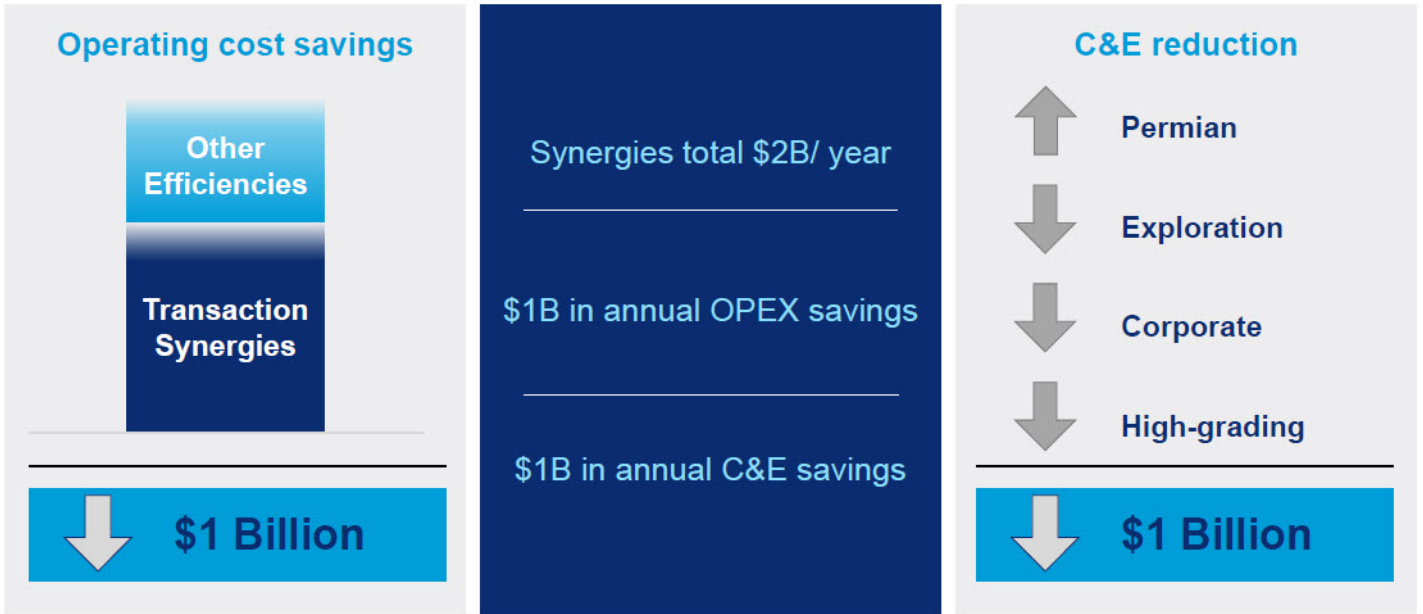 Operating cost savings
Other
Efficiencies
Transaction
Synergies
$1 Billion
Synergies total $2B/ year
$1B in annual OPEX savings
$1B in annual C&E savings
C&E reduction
Permian
Exploration
Corporate
High-grading
$1 Billion